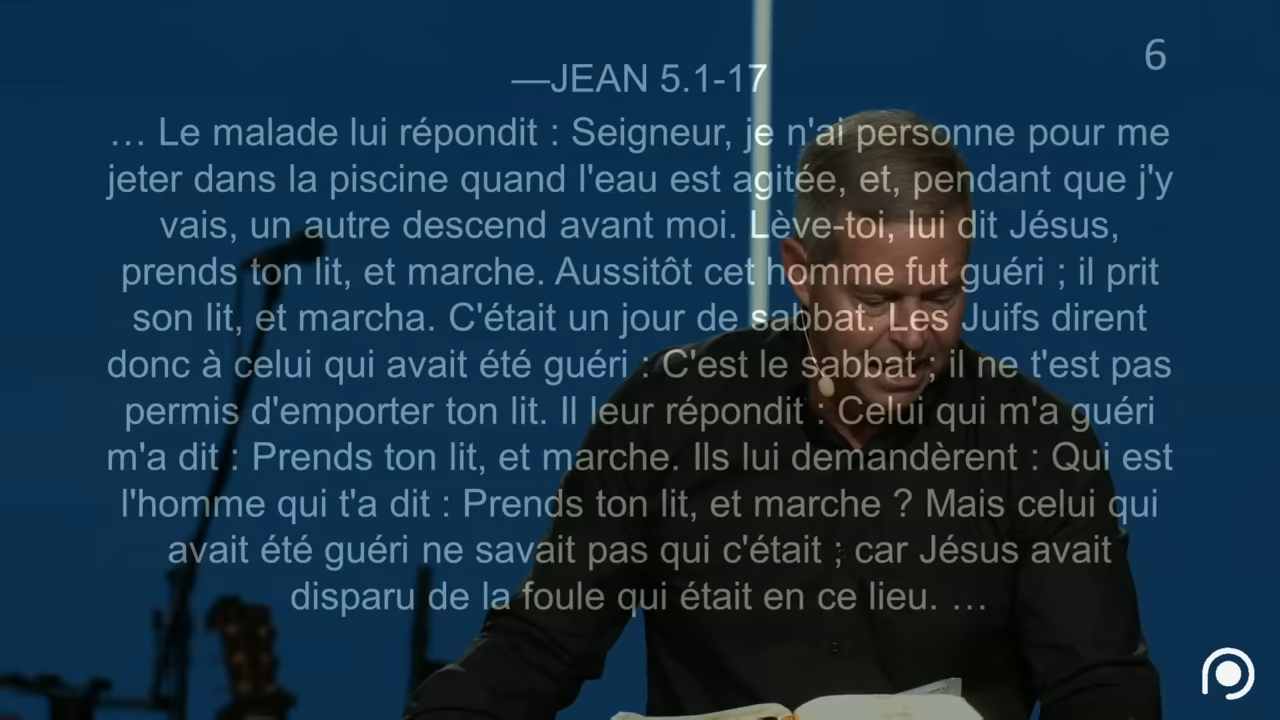 6
—JEAN 5.1-17
… Le malade lui répondit : Seigneur, je n'ai personne pour me
jeter dans la piscine quand l'eau est agitée, et, pendant que j'y
vais, un autre descend avant moi. Lève-toi, lui dit Jésus,
prends ton lit, et marche. Aussitôt cet homme fut guéri ; il prit
son lit, et marcha. C'était un jour de sabbat. Les Juifs dirent
donc à celui qui avait été guéri : C'est le sabbat ; il ne t'est pas
permis d'emporter ton lit. Il leur répondit : Celui qui m'a guéri
m'a dit : Prends ton lit, et marche. Ils lui demandèrent : Qui est
l'homme qui t'a dit : Prends ton lit, et marche ? Mais celui qui
avait été guéri ne savait pas qui c'était ; car Jésus avait
disparu de la foule qui était en ce lieu. …